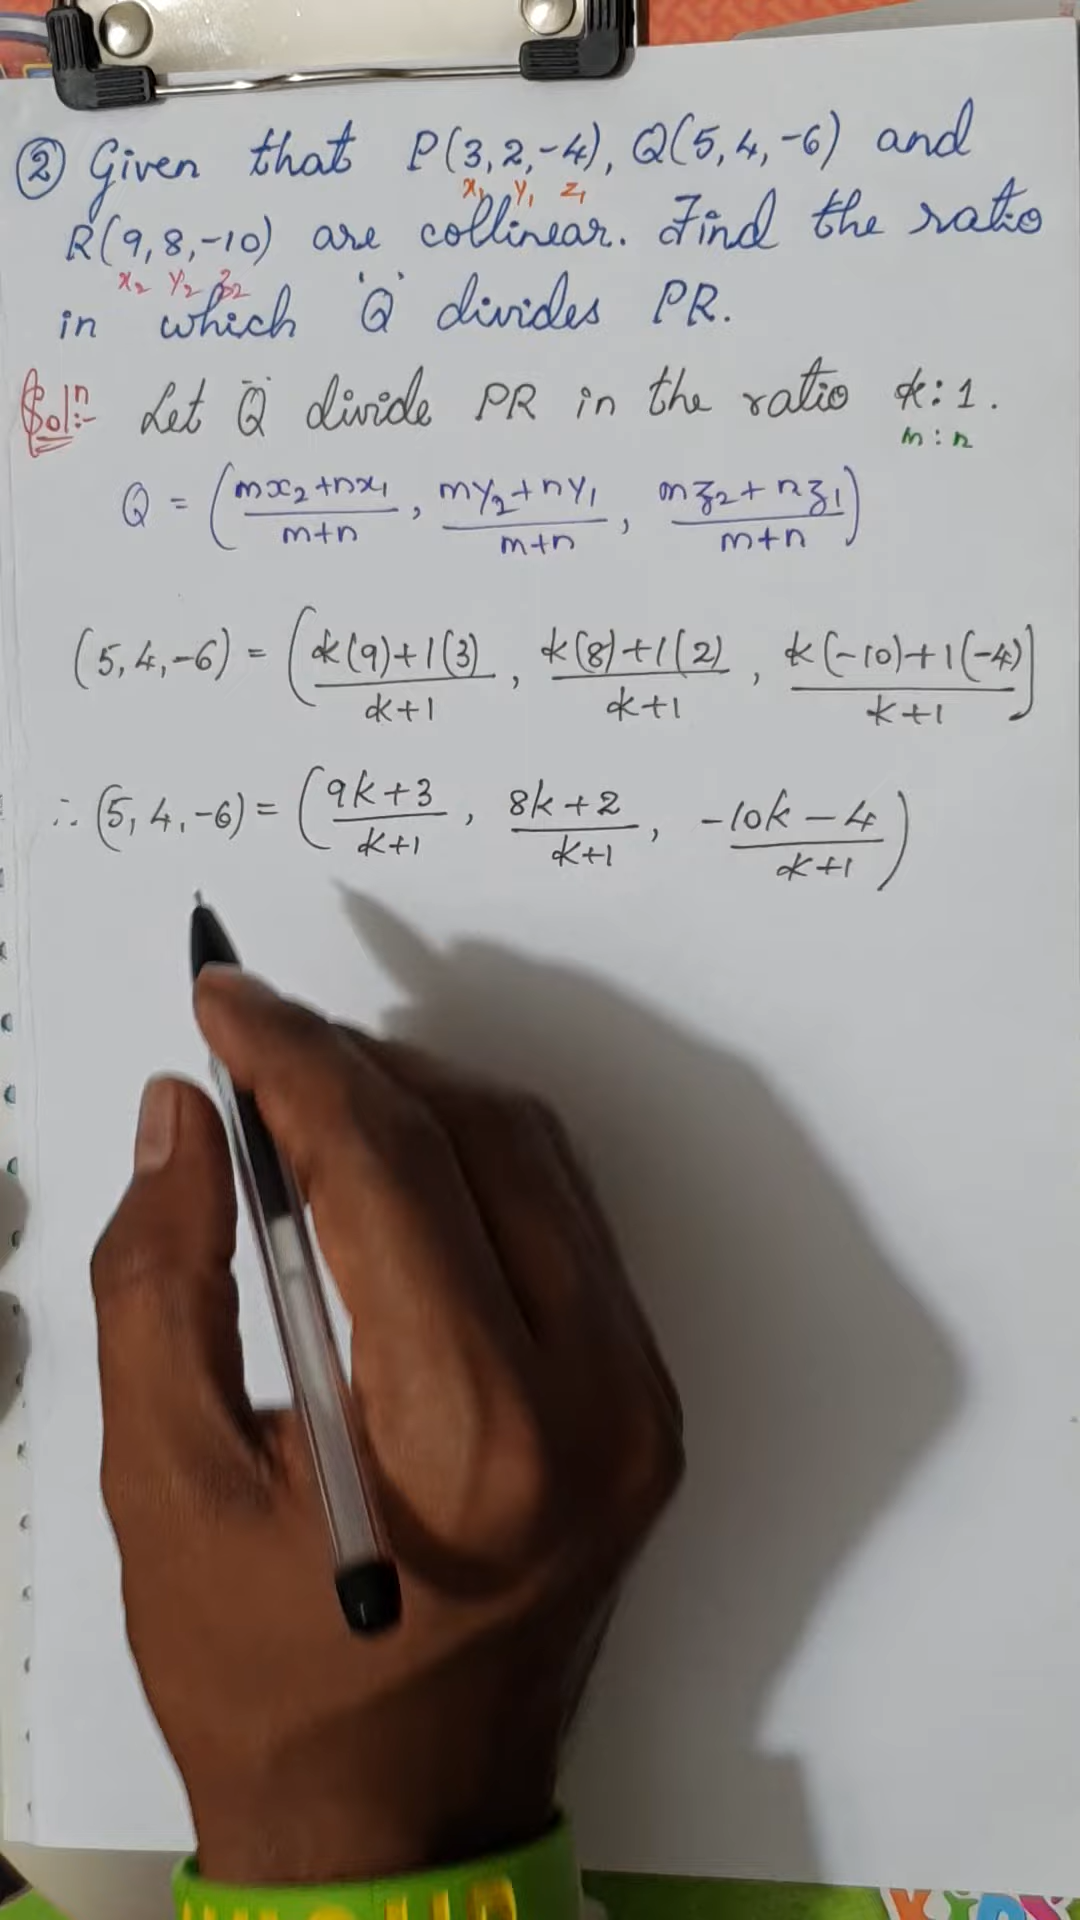 ② Given that P(3,2,-4), Q(5,4,-6) and
x₁ y₁ z₁
R(9,8,-10) are collinear. Find the ratio
x₂ y₂ z₂
in which 'Q' divides PR.
Solⁿ:- Let Q divide PR in the ratio k:1.
m:n
Q = (mx₂+nx₁/m+n, my₂+ny₁/m+n, mz₂+nz₁/m+n)
(5,4,-6) = (k(9)+1(3)/k+1, k(8)+1(2)/k+1, k(-10)+1(-4)/k+1)
∴ (5,4,-6) = (9k+3/k+1, 8k+2/k+1, -10k-4/k+1)